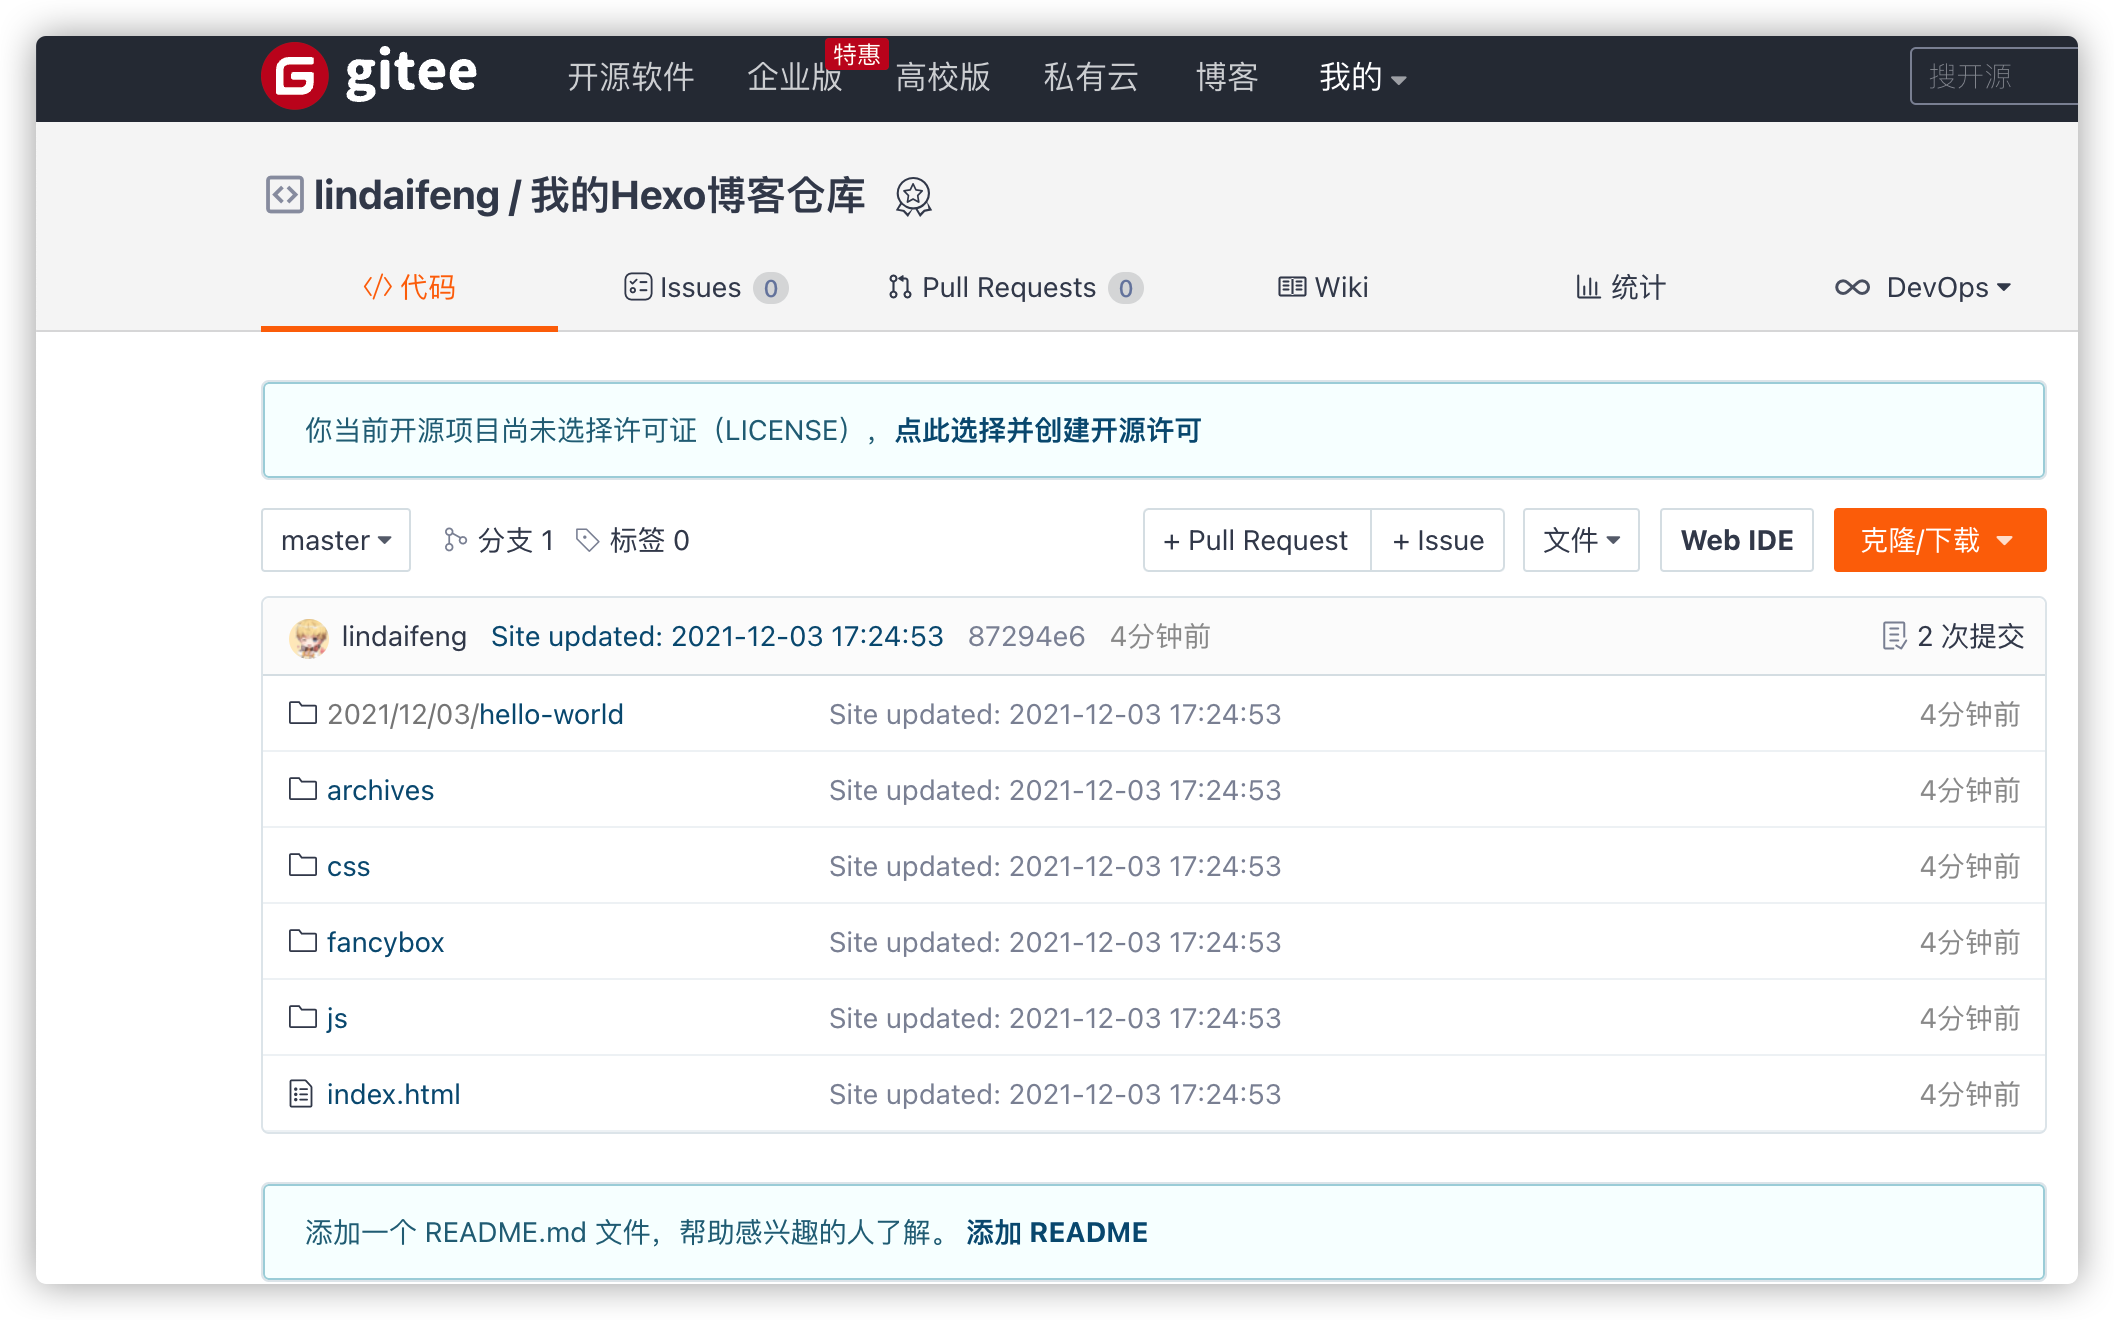 gitee 开源软件 企业版 特惠 高校版 私有云 博客 我的 搜开源
lindaifeng / 我的Hexo博客仓库
代码 Issues 0 Pull Requests 0 Wiki 统计 DevOps
你当前开源项目尚未选择许可证（LICENSE），点此选择并创建开源许可
master 分支 1 标签 0 + Pull Request + Issue 文件 Web IDE 克隆/下载
lindaifeng Site updated: 2021-12-03 17:24:53 87294e6 4分钟前 2 次提交
2021/12/03/hello-world Site updated: 2021-12-03 17:24:53 4分钟前
archives Site updated: 2021-12-03 17:24:53 4分钟前
css Site updated: 2021-12-03 17:24:53 4分钟前
fancybox Site updated: 2021-12-03 17:24:53 4分钟前
js Site updated: 2021-12-03 17:24:53 4分钟前
index.html Site updated: 2021-12-03 17:24:53 4分钟前
添加一个 README.md 文件，帮助感兴趣的人了解。 添加 README